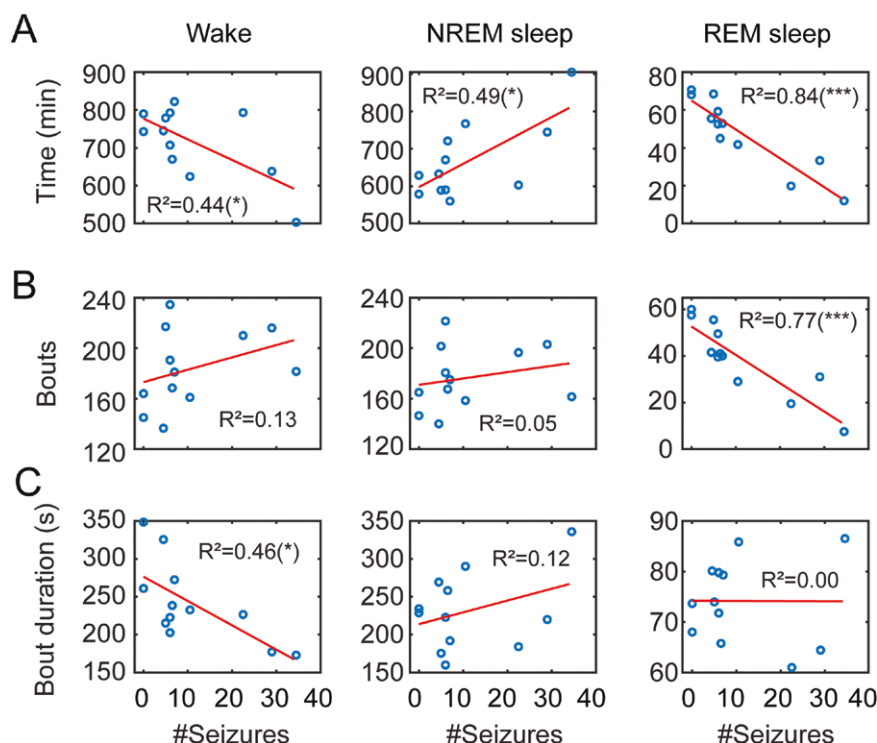 A
Wake
NREM sleep
REM sleep
Time (min)
900
800
700
600
500
R²=0.44(*)
900
800
700
600
500
R²=0.49(*)
80
60
40
20
0
R²=0.84(***)
B
Bouts
240
200
160
120
R²=0.13
240
200
160
120
R²=0.05
60
40
20
0
R²=0.77(***)
C
Bout duration (s)
350
300
250
200
150
R²=0.46(*)
350
300
250
200
150
R²=0.12
90
80
70
60
R²=0.00
0 10 20 30 40
0 10 20 30 40
0 10 20 30 40
#Seizures
#Seizures
#Seizures